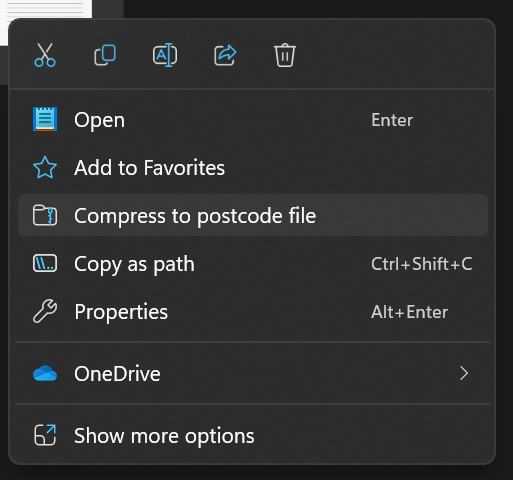 Open Enter
Add to Favorites
Compress to postcode file
Copy as path Ctrl+Shift+C
Properties Alt+Enter
OneDrive
Show more options